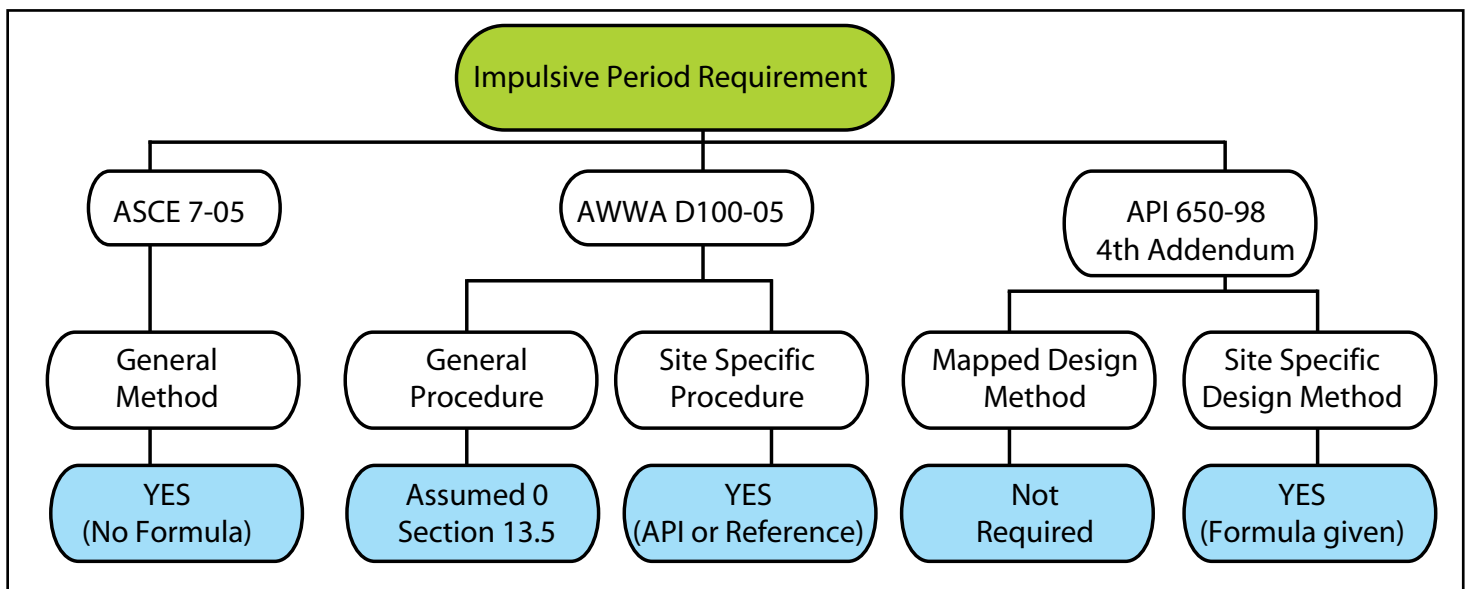 Impulsive Period Requirement
ASCE 7-05
AWWA D100-05
API 650-98
4th Addendum
General
Method
General
Procedure
Site Specific
Procedure
Mapped Design
Method
Site Specific
Design Method
YES
(No Formula)
Assumed 0
Section 13.5
YES
(API or Reference)
Not
Required
YES
(Formula given)